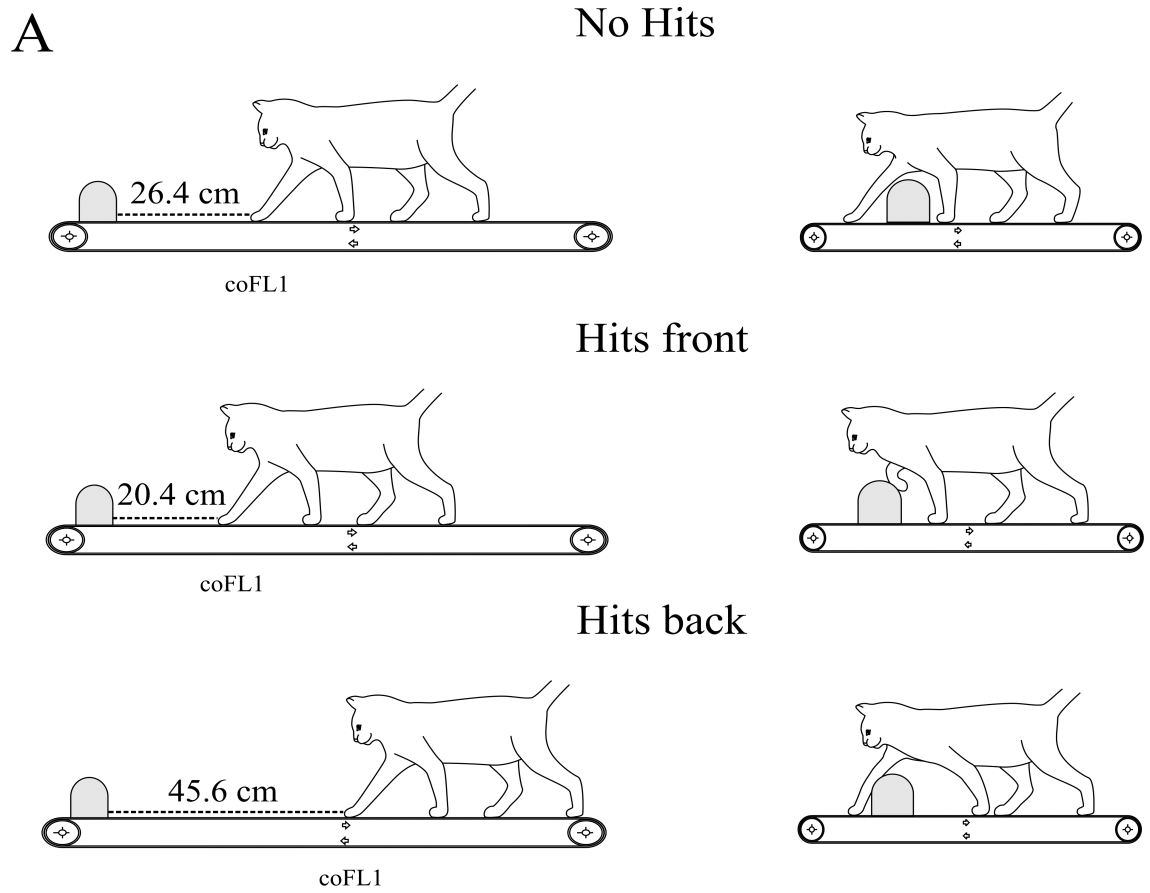 A
No Hits
26.4 cm
coFL1
Hits front
20.4 cm
coFL1
Hits back
45.6 cm
coFL1